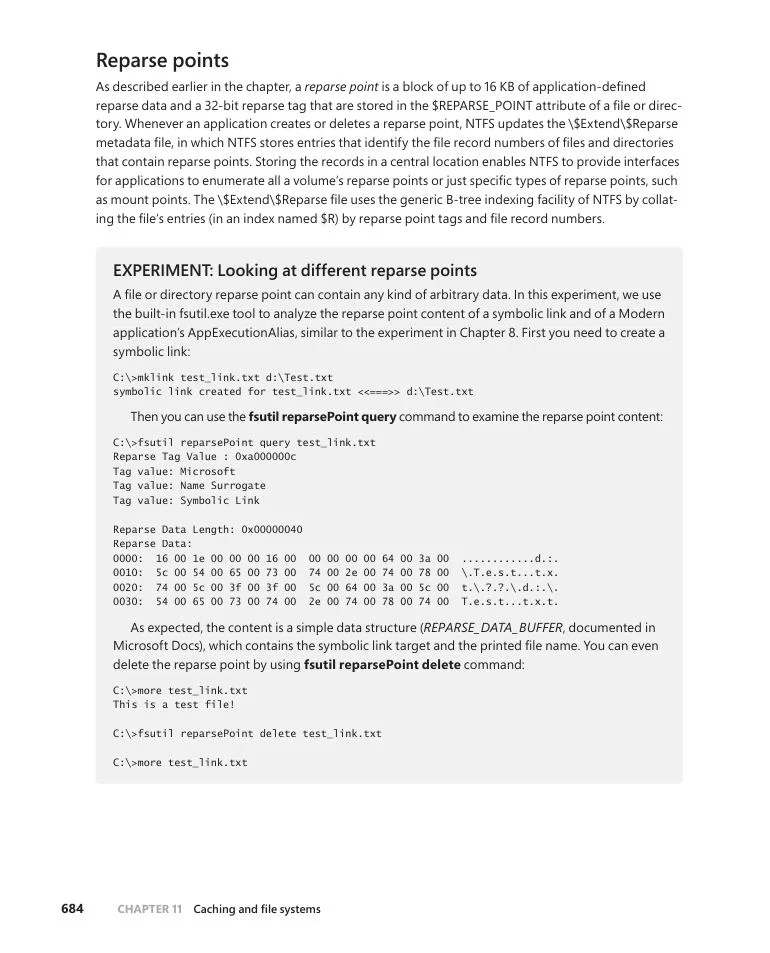 Reparse points
As described earlier in the chapter, a reparse point is a block of up to 16 KB of application-defined
reparse data and a 32-bit reparse tag that are stored in the $REPARSE_POINT attribute of a file or direc-
tory. Whenever an application creates or deletes a reparse point, NTFS updates the \$Extend\$Reparse
metadata file, in which NTFS stores entries that identify the file record numbers of files and directories
that contain reparse points. Storing the records in a central location enables NTFS to provide interfaces
for applications to enumerate all a volume's reparse points or just specific types of reparse points, such
as mount points. The \$Extend\$Reparse file uses the generic B-tree indexing facility of NTFS by collat-
ing the file's entries (in an index named $R) by reparse point tags and file record numbers.
EXPERIMENT: Looking at different reparse points
A file or directory reparse point can contain any kind of arbitrary data. In this experiment, we use
the built-in fsutil.exe tool to analyze the reparse point content of a symbolic link and of a Modern
application's AppExecutionAlias, similar to the experiment in Chapter 8. First you need to create a
symbolic link:
C:\>mklink test_link.txt d:\Test.txt
symbolic link created for test_link.txt <<===>> d:\Test.txt
Then you can use the fsutil reparsePoint query command to examine the reparse point content:
C:\>fsutil reparsePoint query test_link.txt
Reparse Tag Value : 0xa000000c
Tag value: Microsoft
Tag value: Name Surrogate
Tag value: Symbolic Link
Reparse Data Length: 0x00000040
Reparse Data:
0000:  16 00 1e 00 00 00 16 00  00 00 00 00 64 00 3a 00  ............d.:.
0010:  5c 00 54 00 65 00 73 00  74 00 2e 00 74 00 78 00  \.T.e.s.t...t.x.
0020:  74 00 5c 00 3f 00 3f 00  5c 00 64 00 3a 00 5c 00  t.\.?.?.\.d.:.\.
0030:  54 00 65 00 73 00 74 00  2e 00 74 00 78 00 74 00  T.e.s.t...t.x.t.
As expected, the content is a simple data structure (REPARSE_DATA_BUFFER, documented in
Microsoft Docs), which contains the symbolic link target and the printed file name. You can even
delete the reparse point by using fsutil reparsePoint delete command:
C:\>more test_link.txt
This is a test file!
C:\>fsutil reparsePoint delete test_link.txt
C:\>more test_link.txt
684 CHAPTER 11 Caching and file systems